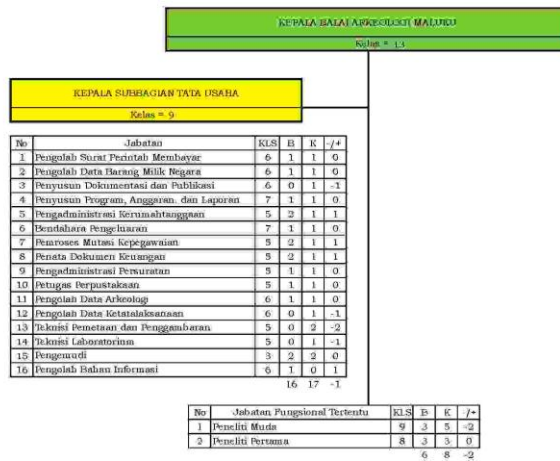 KEPALA BALAI ARKEOLOGI MALUKU
Kelas = 13
KEPALA SUBBAGIAN TATA USAHA
Kelas = 9
No Jabatan KLS B K -/+
1 Pengolah Surat Perintah Membayar 6 1 1 0
2 Pengolah Data Barang Milik Negara 6 1 1 0
3 Penyusun Dokumentasi dan Publikasi 6 0 1 -1
4 Penyusun Program, Anggaran. dan Laporan 7 1 1 0
5 Pengadministrasi Kerumahtanggaan 5 2 1 1
6 Bendahara Pengeluaran 7 1 1 0
7 Pemroses Mutasi Kepegawaian 5 2 1 1
8 Penata Dokumen Keuangan 5 2 1 1
9 Pengadministrasi Persuratan 5 1 1 0
10 Petugas Perpustakaan 5 1 1 0
11 Pengolah Data Arkeologi 6 1 1 0
12 Pengolah Data Ketatalaksanaan 6 0 1 -1
13 Teknisi Pemetaan dan Penggambaran 5 0 2 -2
14 Teknisi Laboratorium 5 0 1 -1
15 Pengemudi 3 2 2 0
16 Pengolah Bahan Informasi 6 1 0 1
16 17 -1
No Jabatan Fungsional Tertentu KLS B K -/+
1 Peneliti Muda 9 3 5 -2
2 Peneliti Pertama 8 3 3 0
6 8 -2